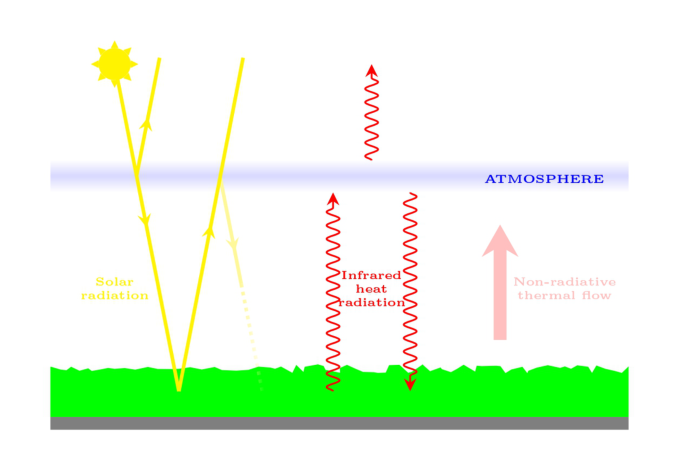 ATMOSPHERE
Solar
radiation
Infrared
heat
radiation
Non-radiative
thermal flow